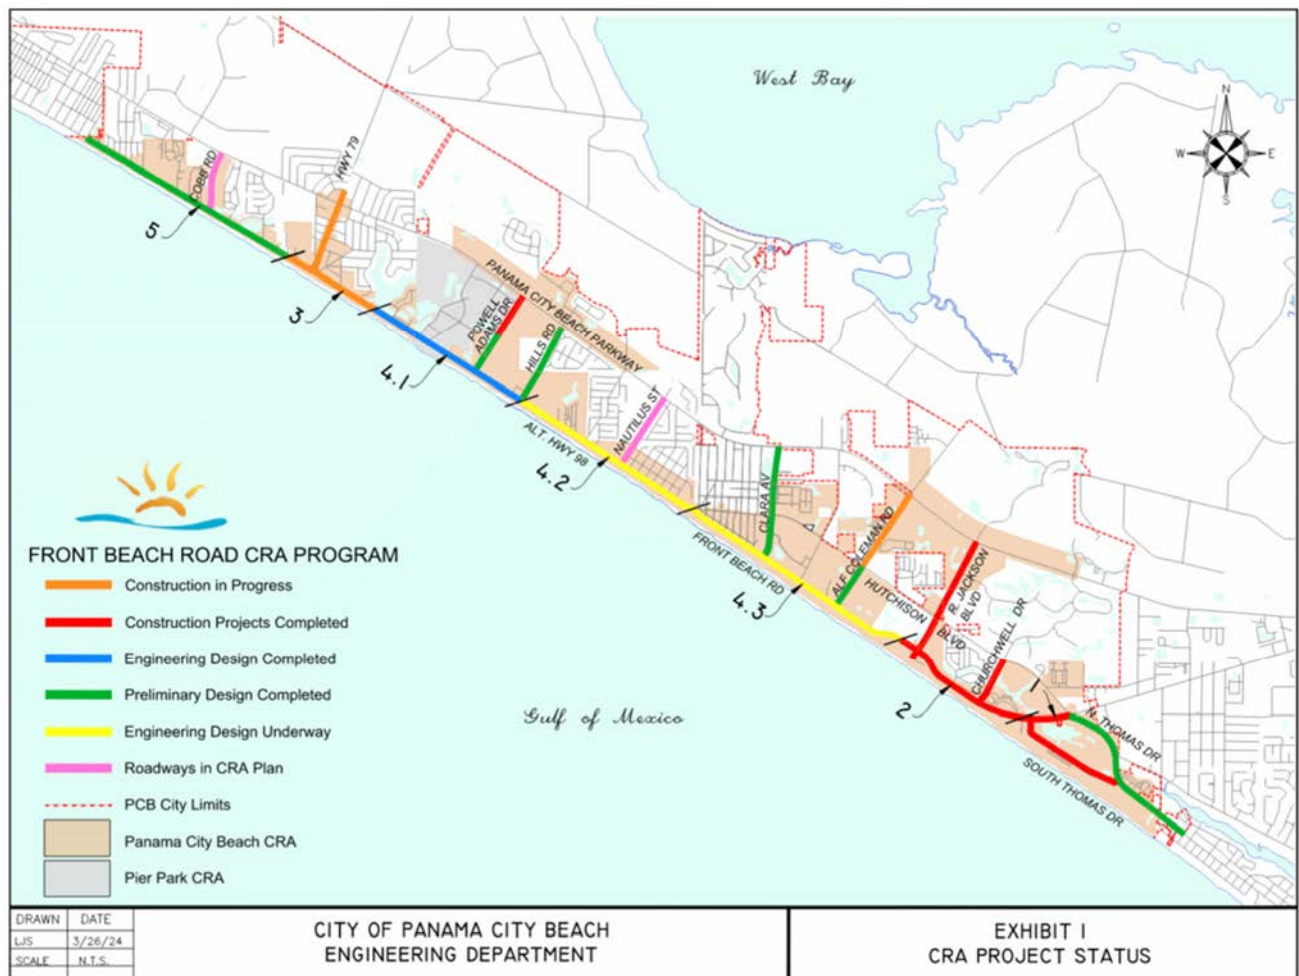 West Bay
N
W
E
S
HWY 79
COBB RD
5
3
PANAMA CITY BEACH PARKWAY
POWELL
ADAMS DR
HILLS RD
4.1
NAUTILUS ST
ALT. HWY 98
4.2
CLARA AV
ALF COLEMAN RD
FRONT BEACH RD
HUTCHISON
BLVD
4.3
R. JACKSON
BLVD
CHURCHWELL DR
1
2
N. THOMAS DR
SOUTH THOMAS DR
Gulf of Mexico
FRONT BEACH ROAD CRA PROGRAM
Construction in Progress
Construction Projects Completed
Engineering Design Completed
Preliminary Design Completed
Engineering Design Underway
Roadways in CRA Plan
PCB City Limits
Panama City Beach CRA
Pier Park CRA
DRAWN DATE
LJS 3/26/24
SCALE N.T.S.
CITY OF PANAMA CITY BEACH
ENGINEERING DEPARTMENT
EXHIBIT I
CRA PROJECT STATUS